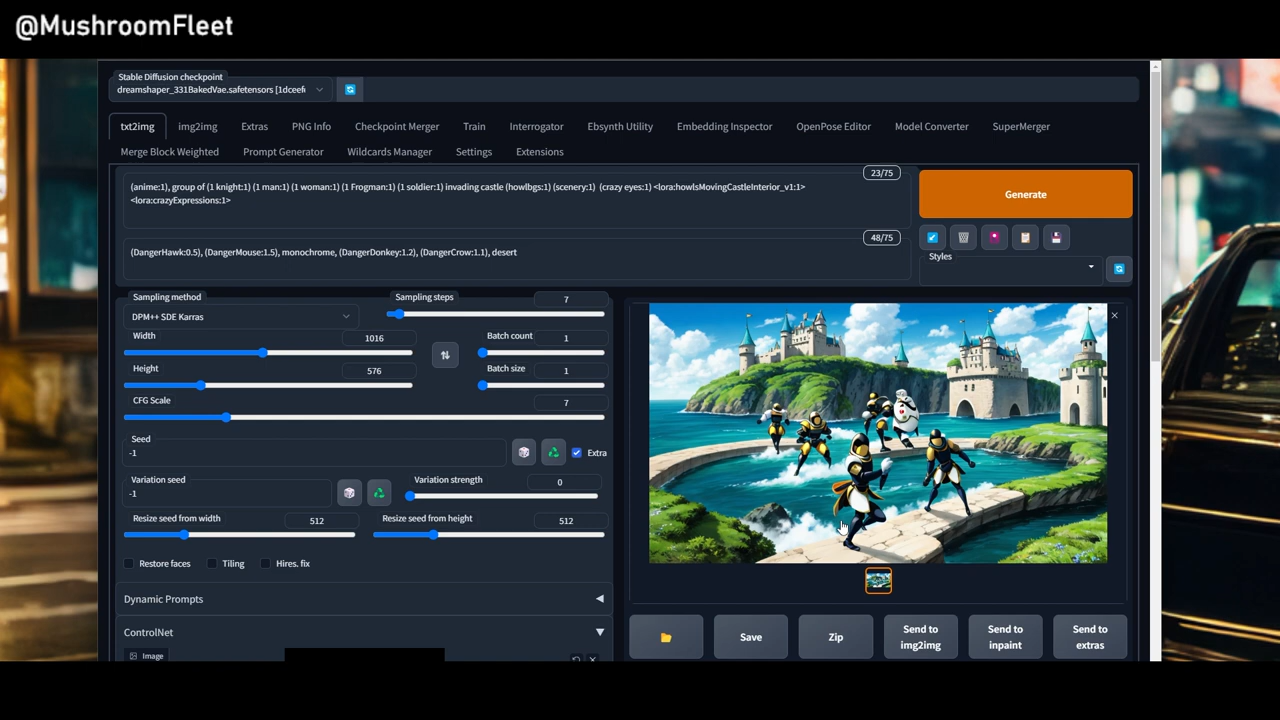 @MushroomFleet
Stable Diffusion checkpoint
dreamshaper_331BakedVae.safetensors [1dceefe
txt2img img2img Extras PNG Info Checkpoint Merger Train Interrogator Ebsynth Utility Embedding Inspector OpenPose Editor Model Converter SuperMerger
Merge Block Weighted Prompt Generator Wildcards Manager Settings Extensions
23/75
(anime:1), group of (1 knight:1) (1 man:1) (1 woman:1) (1 Frogman:1) (1 soldier:1) invading castle (howlbgs:1) (scenery:1) (crazy eyes:1) <lora:howlsMovingCastleInterior_v1:1>
<lora:crazyExpressions:1>
Generate
48/75
(DangerHawk:0.5), (DangerMouse:1.5), monochrome, (DangerDonkey:1.2), (DangerCrow:1.1), desert
Styles
Sampling method
DPM++ SDE Karras
Sampling steps 7
Width 1016
Batch count 1
Height 576
Batch size 1
CFG Scale 7
Seed
-1
Extra
Variation seed
-1
Variation strength 0
Resize seed from width 512
Resize seed from height 512
Restore faces Tiling Hires. fix
Dynamic Prompts
ControlNet
Image
Save
Zip
Send to
img2img
Send to
inpaint
Send to
extras